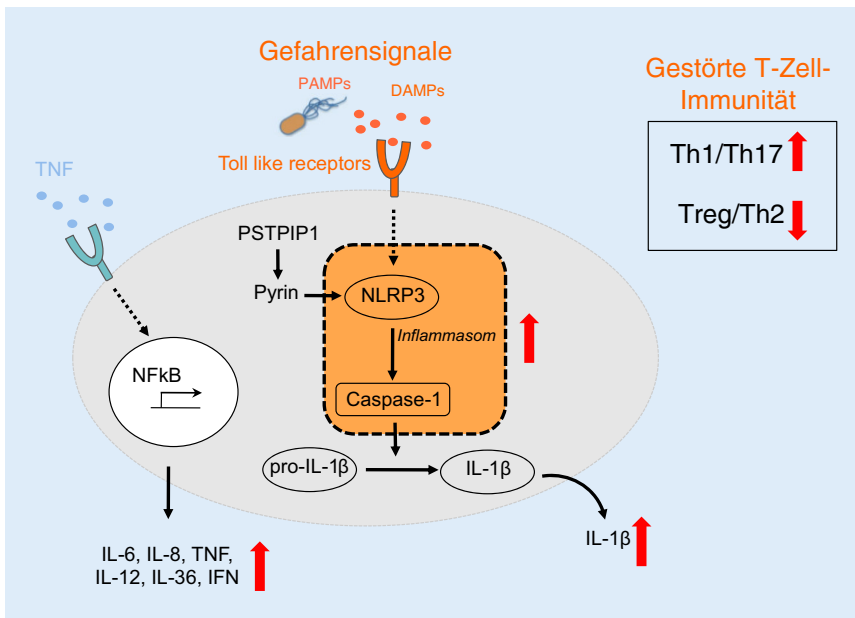 Gefahrensignale
PAMPs
DAMPs
Toll like receptors
TNF
Gestörte T-Zell-
Immunität
Th1/Th17
Treg/Th2
PSTPIP1
Pyrin
NLRP3
Inflammasom
Caspase-1
NFkB
pro-IL-1β
IL-1β
IL-1β
IL-6, IL-8, TNF,
IL-12, IL-36, IFN